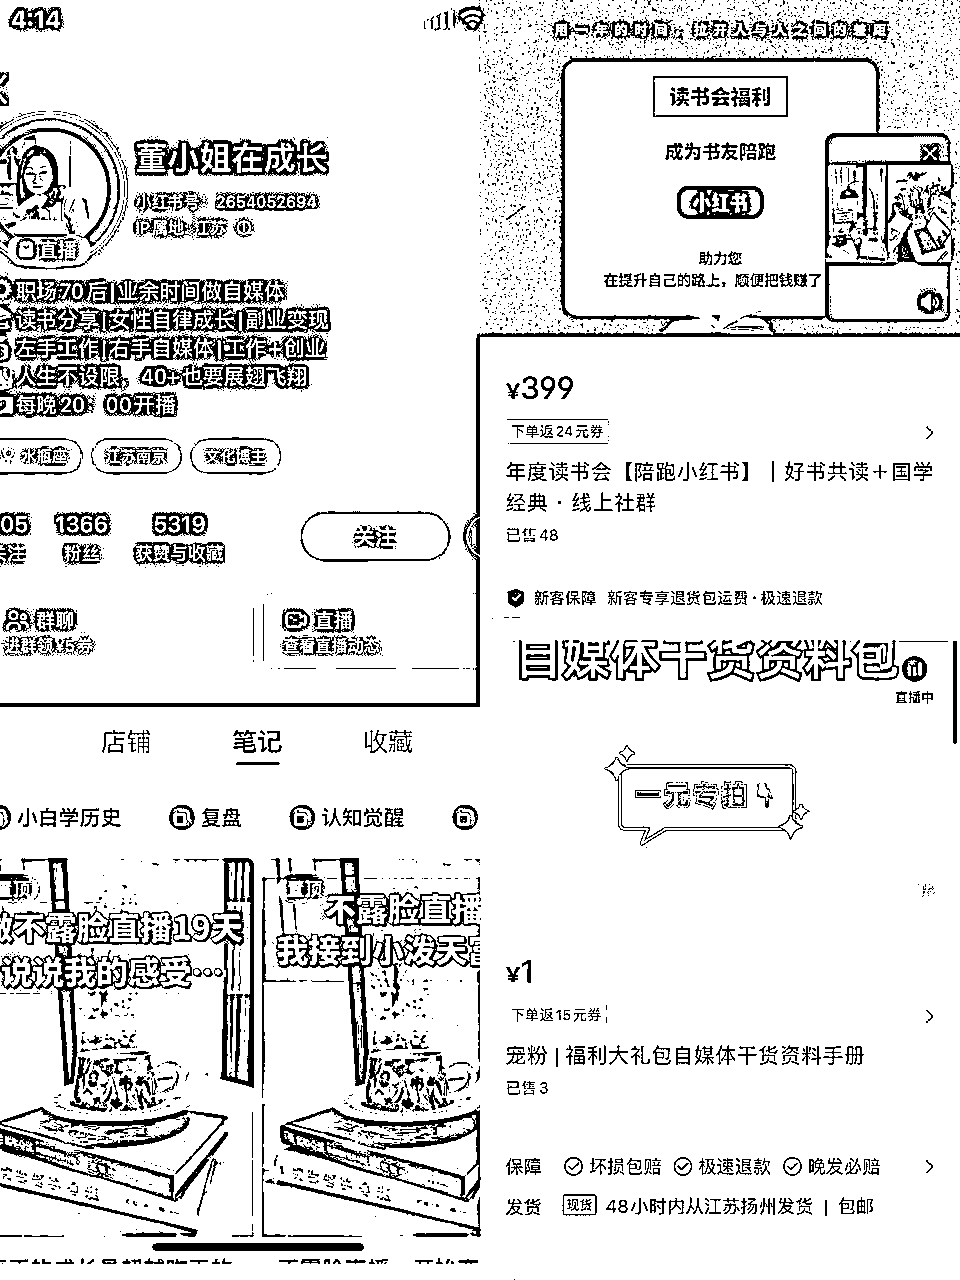 4:14
董小姐在成长
小红书号：2654052694
IP属地：江苏
直播
职场70后|业余时间做自媒体
读书分享|女性自律成长|副业变现
左手工作|右手自媒体|工作+创业
人生不设限，40+也要展翅飞翔
每晚20：00开播
水瓶座 江苏南京 文化博主
05 1366 5319
关注 粉丝 获赞与收藏 关注
群聊
直播
查看直播动态
店铺 笔记 收藏
小白学历史 复盘 认知觉醒
置顶
做不露脸直播19天
说说我的感受…
置顶
不露脸直播
我接到小泼天富
用一年的时间，拉开人与人之间的差距
读书会福利
成为书友陪跑
小红书
助力您
在提升自己的路上，顺便把钱赚了
¥399
下单返24元券
年度读书会【陪跑小红书】｜好书共读＋国学
经典·线上社群
已售48
新客保障 新客专享退货包运费·极速退款
自媒体干货资料包
直播中
一元专拍
¥1
下单返15元券
宠粉 | 福利大礼包自媒体干货资料手册
已售3
保障 坏损包赔 极速退款 晚发必赔
发货 现货 48小时内从江苏扬州发货 | 包邮